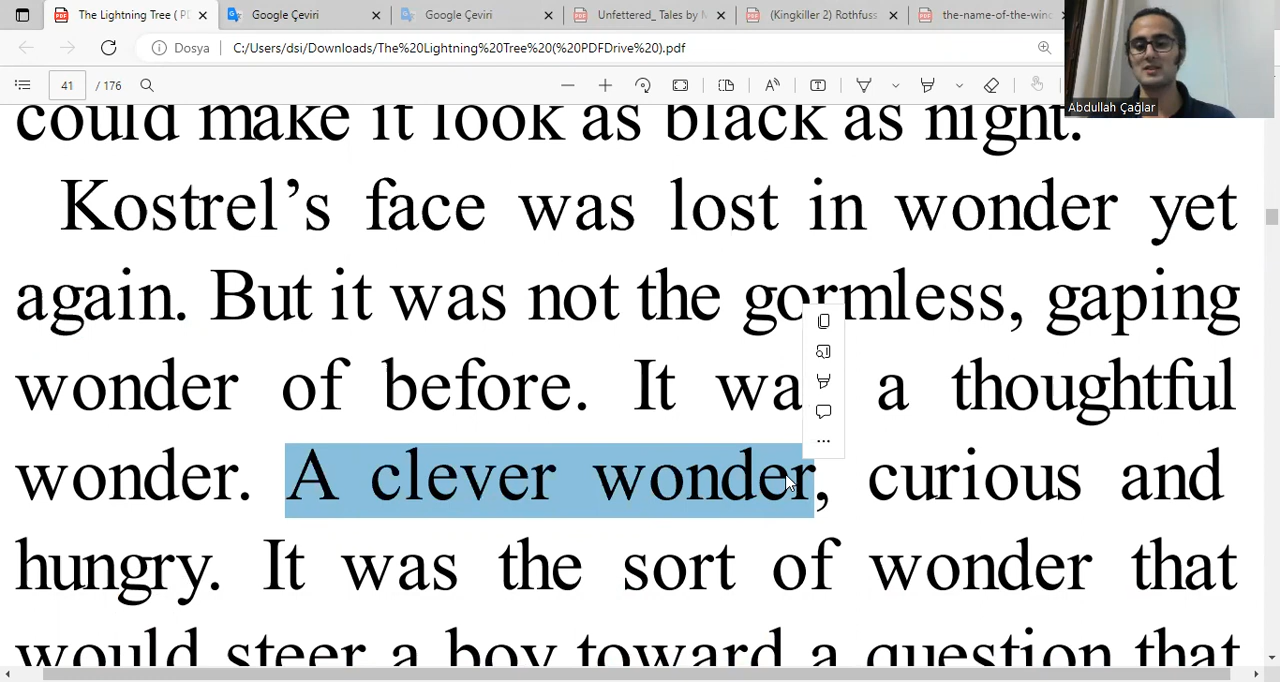 The Lightning Tree ( P
Google Çeviri
Google Çeviri
Unfettered_ Tales by M
(Kingkiller 2) Rothfuss
the-name-of-the-wind
Dosya
C:/Users/dsi/Downloads/The%20Lightning%20Tree%20(%20PDFDrive%20).pdf
41 / 176
Abdullah Çağlar
could make it look as black as night.
Kostrel’s face was lost in wonder yet
again. But it was not the gormless, gaping
wonder of before. It wa a thoughtful
wonder. A clever wonder, curious and
hungry. It was the sort of wonder that
would steer a boy toward a question that